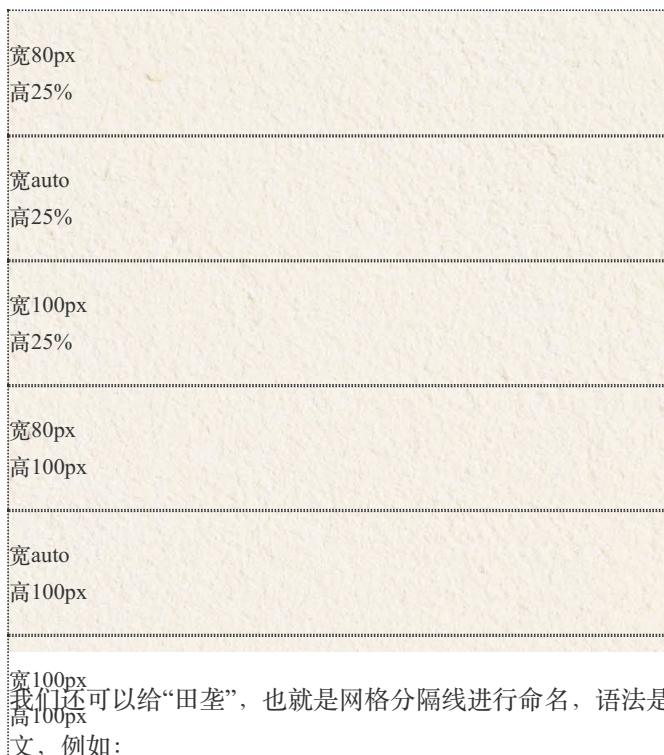 宽80px
高25%
宽auto
高25%
宽100px
高25%
宽80px
高100px
宽auto
高100px
宽100px
我们还可以给“田垄”，也就是网格分隔线进行命名，语法是
高100px
文，例如：